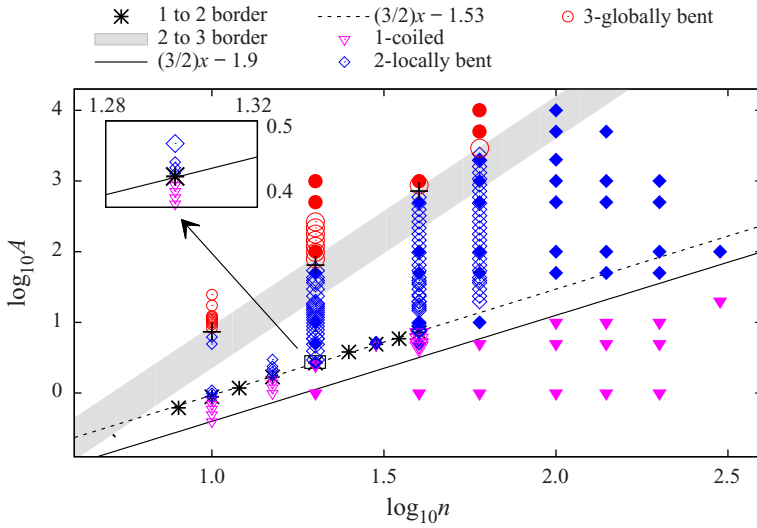 1 to 2 border
2 to 3 border
(3/2)x − 1.9
(3/2)x − 1.53
1-coiled
2-locally bent
3-globally bent
1.28 1.32
0.5
0.4
4
3
2
1
0
log10A
1.0 1.5 2.0 2.5
log10n